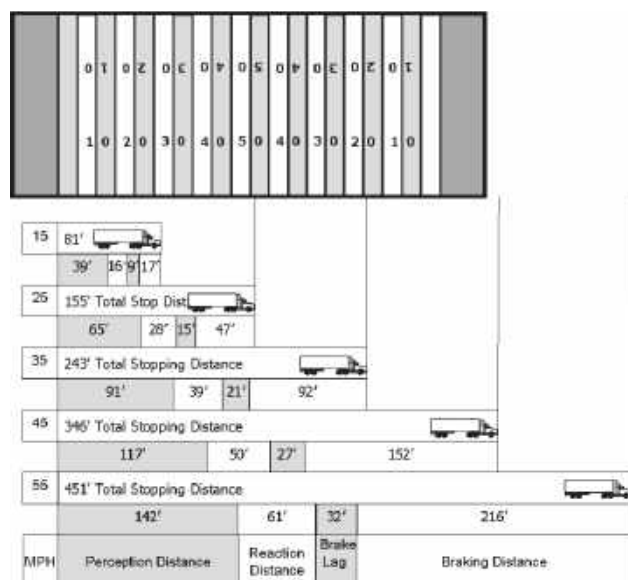 1 0 2 0 3 0 4 0 5 0 4 0 3 0 2 0 1 0
1 0 2 0 3 0 4 0 5 0 4 0 3 0 2 0 1 0
15 81'
39' 16' 9' 17'
25 155' Total Stop Dist
65' 28' 15' 47'
35 243' Total Stopping Distance
91' 39' 21' 92'
45 346' Total Stopping Distance
117' 50' 27' 152'
55 451' Total Stopping Distance
142' 61' 32' 216'
MPH Perception Distance Reaction Distance Brake Lag Braking Distance